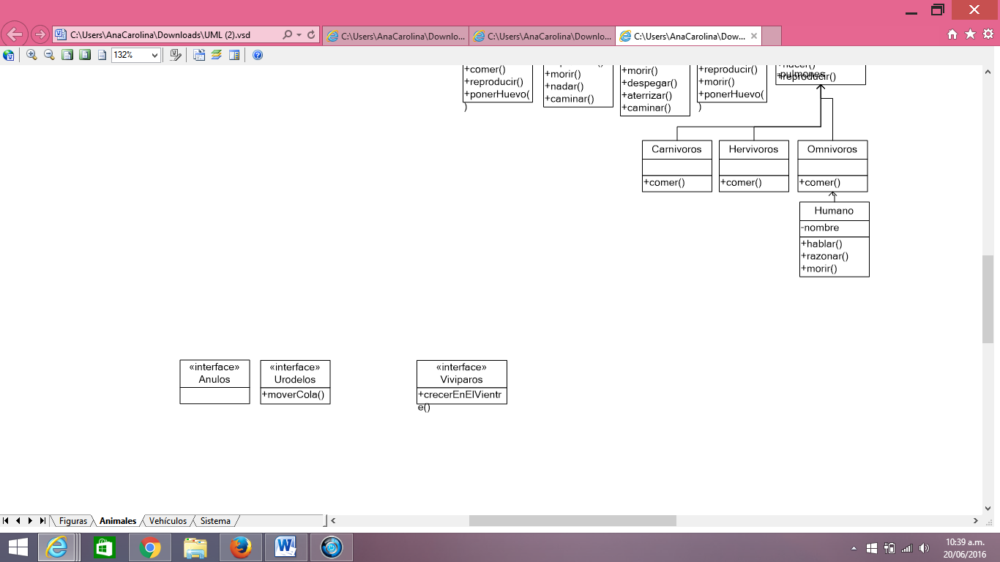 C:\Users\AnaCarolina\Downloads\UML (2).vsd
C:\Users\AnaCarolina\Downlo...
C:\Users\AnaCarolina\Downlo...
C:\Users\AnaCarolina\Dow...
132%
+comer()
+reproducir()
+ponerHuevo(
)
+morir()
+nadar()
+caminar()
+morir()
+despegar()
+aterrizar()
+caminar()
+reproducir()
+morir()
+ponerHuevo(
)
-pulmones
+reproducir()
Carnivoros
+comer()
Hervivoros
+comer()
Omnivoros
+comer()
Humano
-nombre
+hablar()
+razonar()
+morir()
«interface»
Anulos
«interface»
Urodelos
+moverCola()
«interface»
Viviparos
+crecerEnElVientr
e()
Figuras
Animales
Vehículos
Sistema
10:39 a.m.
20/06/2016